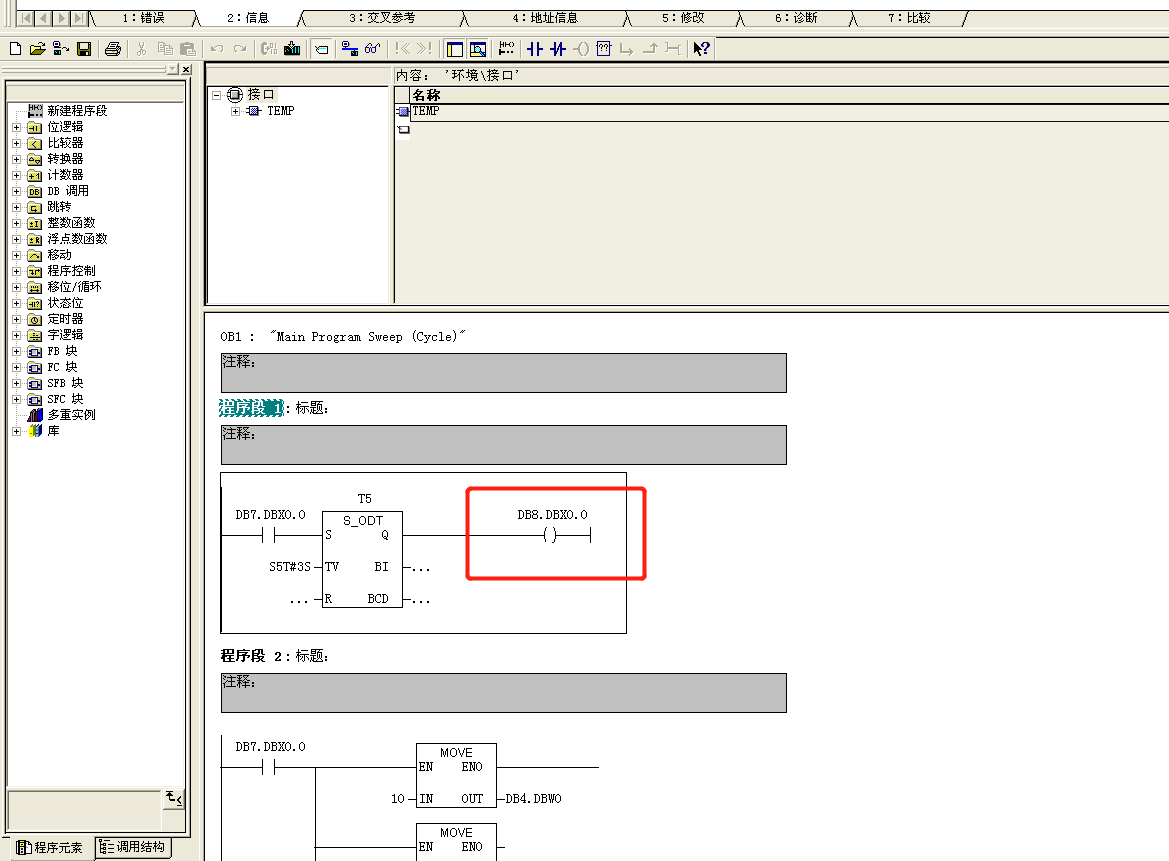 1：错误 2：信息 3：交叉参考 4：地址信息 5：修改 6：诊断 7：比较
内容： '环境\接口'
接口
TEMP
名称
TEMP
新建程序段
位逻辑
比较器
转换器
计数器
DB 调用
跳转
整数函数
浮点数函数
移动
程序控制
移位/循环
状态位
定时器
字逻辑
FB 块
FC 块
SFB 块
SFC 块
多重实例
库
程序元素 调用结构
OB1 : "Main Program Sweep (Cycle)"
注释：
程序段 1：标题：
注释：
T5
DB7.DBX0.0 S_ODT DB8.DBX0.0
S Q
S5T#3S TV BI ...
... R BCD ...
程序段 2：标题：
注释：
DB7.DBX0.0 MOVE
EN ENO
10 IN OUT DB4.DBW0
MOVE
EN ENO